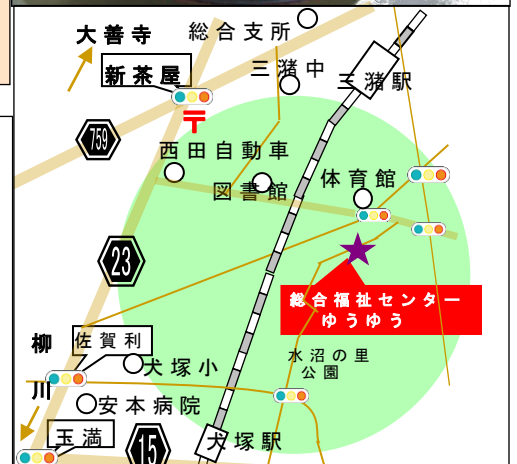 大善寺
総合支所
新茶屋
三潴中
三潴駅
〒
759
西田自動車
図書館
体育館
23
総合福祉センター
ゆうゆう
柳川
佐賀利
犬塚小
水沼の里
公園
安本病院
玉満
15
犬塚駅